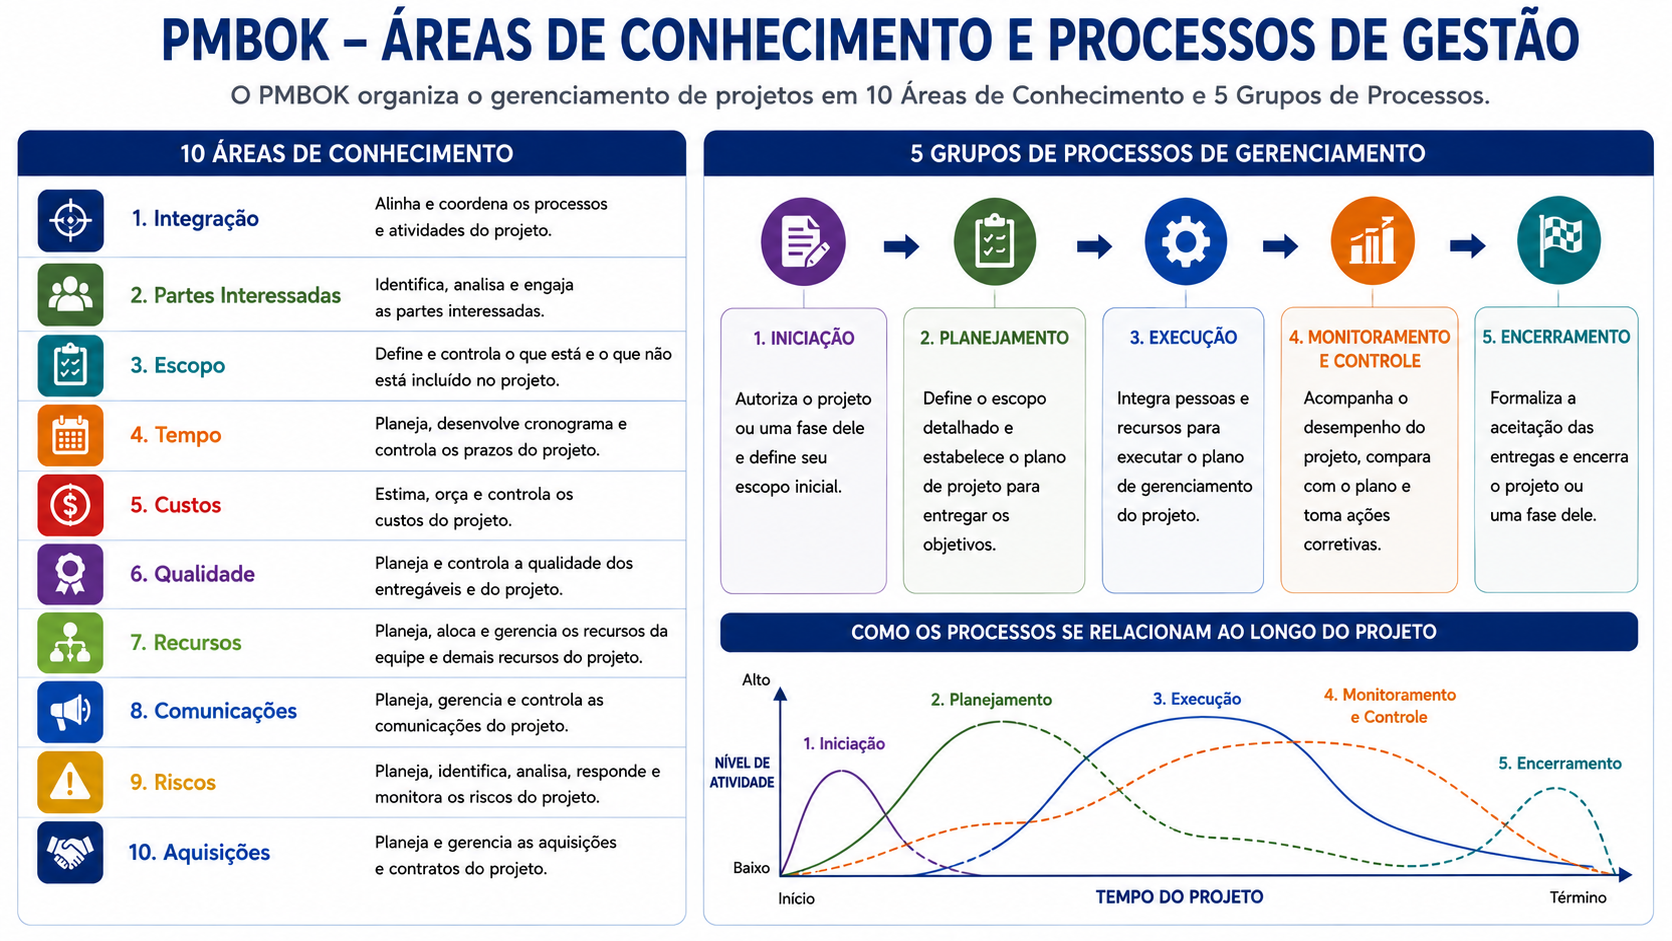 PMBOK – ÁREAS DE CONHECIMENTO E PROCESSOS DE GESTÃO
O PMBOK organiza o gerenciamento de projetos em 10 Áreas de Conhecimento e 5 Grupos de Processos.
10 ÁREAS DE CONHECIMENTO
1. Integração
Alinha e coordena os processos
e atividades do projeto.
2. Partes Interessadas
Identifica, analisa e engaja
as partes interessadas.
3. Escopo
Define e controla o que está e o que não
está incluído no projeto.
4. Tempo
Planeja, desenvolve cronograma e
controla os prazos do projeto.
5. Custos
Estima, orça e controla os
custos do projeto.
6. Qualidade
Planeja e controla a qualidade dos
entregáveis e do projeto.
7. Recursos
Planeja, aloca e gerencia os recursos da
equipe e demais recursos do projeto.
8. Comunicações
Planeja, gerencia e controla as
comunicações do projeto.
9. Riscos
Planeja, identifica, analisa, responde e
monitora os riscos do projeto.
10. Aquisições
Planeja e gerencia as aquisições
e contratos do projeto.
5 GRUPOS DE PROCESSOS DE GERENCIAMENTO
1. INICIAÇÃO
Autoriza o projeto
ou uma fase dele
e define seu
escopo inicial.
2. PLANEJAMENTO
Define o escopo
detalhado e
estabelece o plano
de projeto para
entregar os
objetivos.
3. EXECUÇÃO
Integra pessoas e
recursos para
executar o plano
de gerenciamento
do projeto.
4. MONITORAMENTO
E CONTROLE
Acompanha o
desempenho do
projeto, compara
com o plano e
toma ações
corretivas.
5. ENCERRAMENTO
Formaliza a
aceitação das
entregas e encerra
o projeto ou
uma fase dele.
COMO OS PROCESSOS SE RELACIONAM AO LONGO DO PROJETO
Alto
NÍVEL DE
ATIVIDADE
Baixo
1. Iniciação
2. Planejamento
3. Execução
4. Monitoramento
e Controle
5. Encerramento
Início
TEMPO DO PROJETO
Término